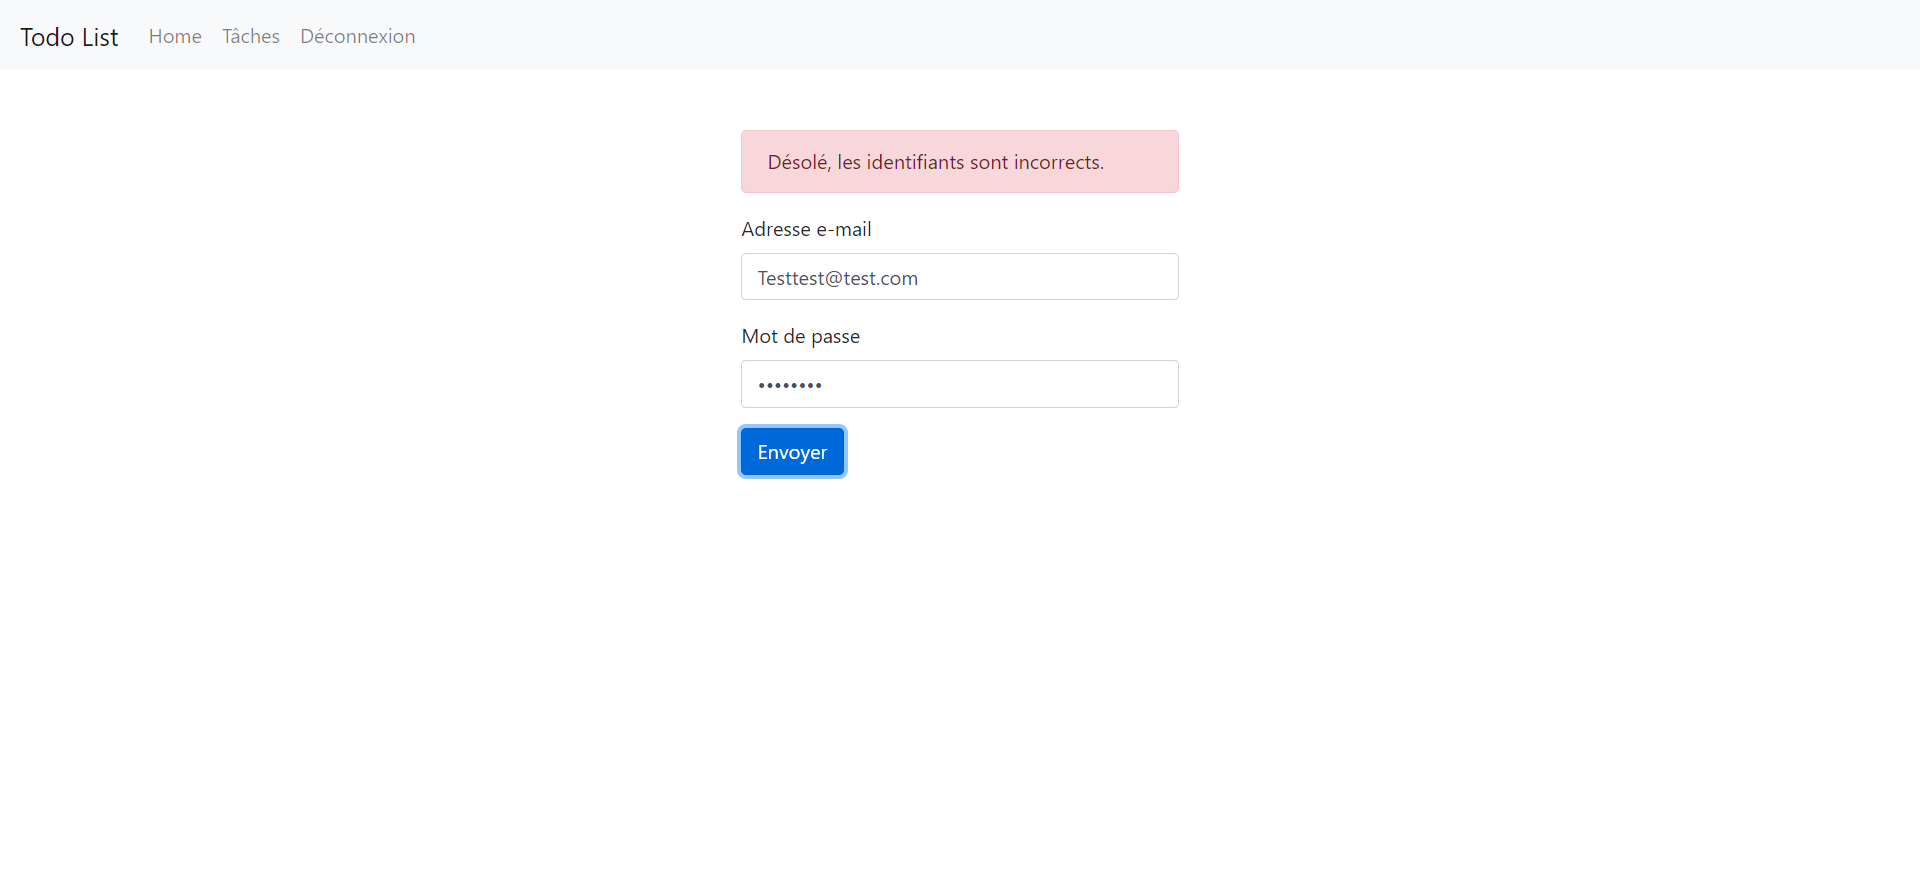 Todo List Home Tâches Déconnexion
Désolé, les identifiants sont incorrects.
Adresse e-mail
Testtest@test.com
Mot de passe
••••••••
Envoyer